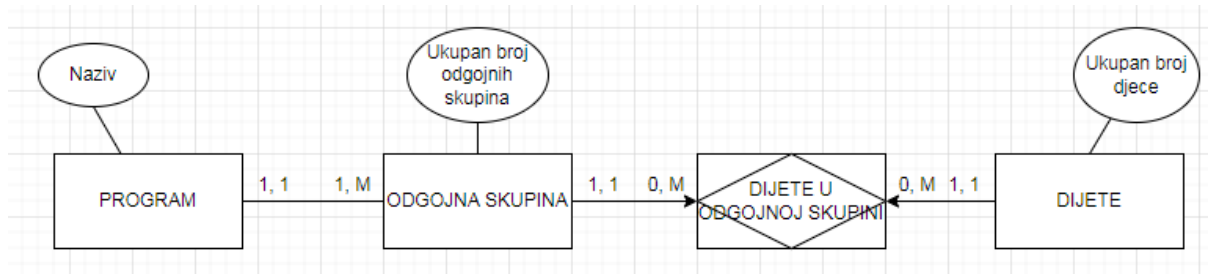 Naziv
Ukupan broj
odgojnih
skupina
Ukupan broj
djece
PROGRAM
1, 1
1, M
ODGOJNA SKUPINA
1, 1
0, M
DIJETE U
ODGOJNOJ SKUPINI
0, M
1, 1
DIJETE